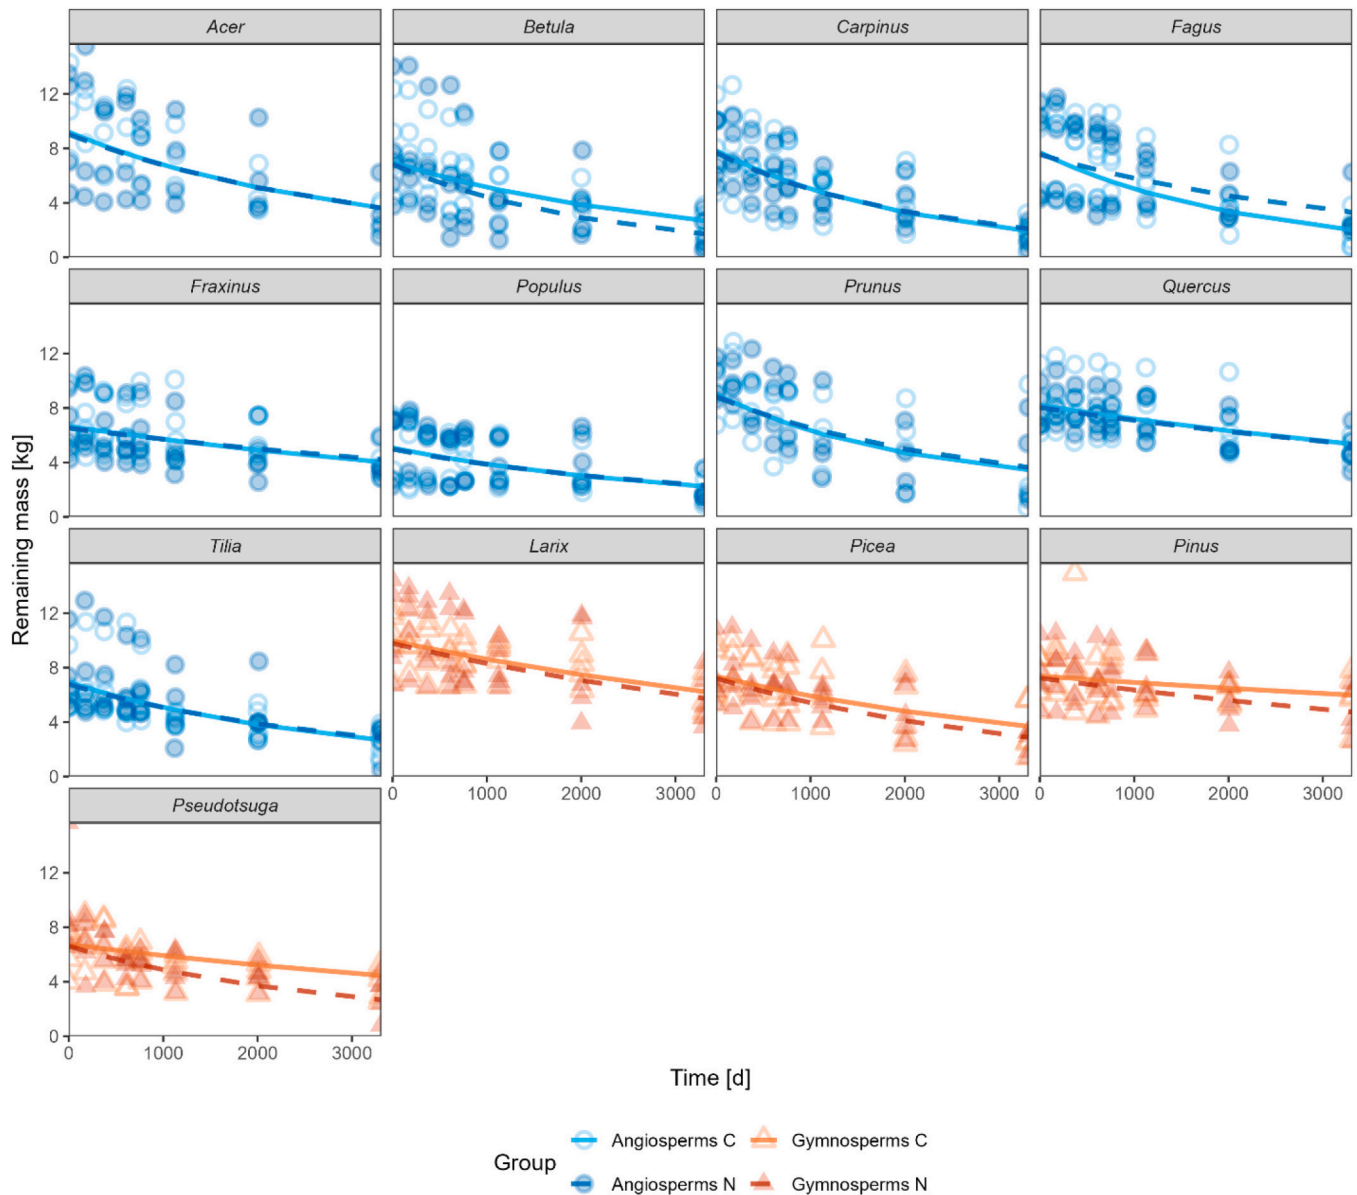 Acer Betula Carpinus Fagus
12
8
4
0
Fraxinus Populus Prunus Quercus
12
8
4
0
Remaining mass [kg]
Tilia Larix Picea Pinus
12
8
4
0
0 1000 2000 3000 0 1000 2000 3000 0 1000 2000 3000
Pseudotsuga
12
8
4
0
0 1000 2000 3000
Time [d]
Group
Angiosperms C Gymnosperms C
Angiosperms N Gymnosperms N